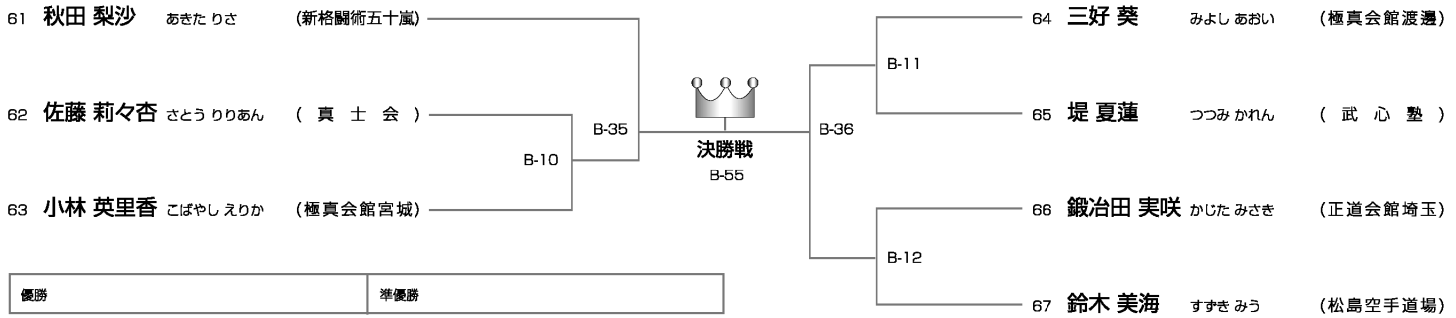 61 秋田 梨沙 あきた りさ (新格闘術五十嵐)
62 佐藤 莉々杏 さとう りりあん ( 真 士 会 )
63 小林 英里香 こばやし えりか (極真会館宮城)
B-10
B-35
決勝戦
B-55
B-36
B-11
B-12
64 三好 葵 みよし あおい (極真会館渡邊)
65 堤 夏蓮 つつみ かれん ( 武 心 塾 )
66 鍛冶田 実咲 かじた みさき (正道会館埼玉)
67 鈴木 美海 すずき みう (松島空手道場)
優勝 準優勝